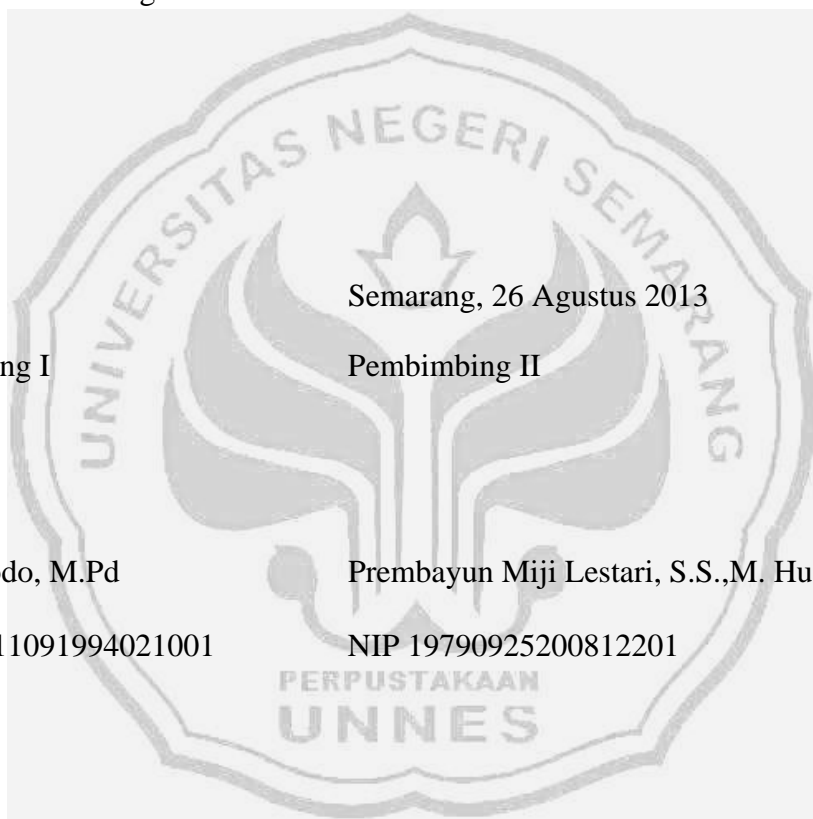 UNIVERSITAS NEGERI SEMARANG
Semarang, 26 Agustus 2013
ng I Pembimbing II
do, M.Pd Prembayun Miji Lestari, S.S.,M. Hu
11091994021001 NIP 19790925200812201
PERPUSTAKAAN
UNNES